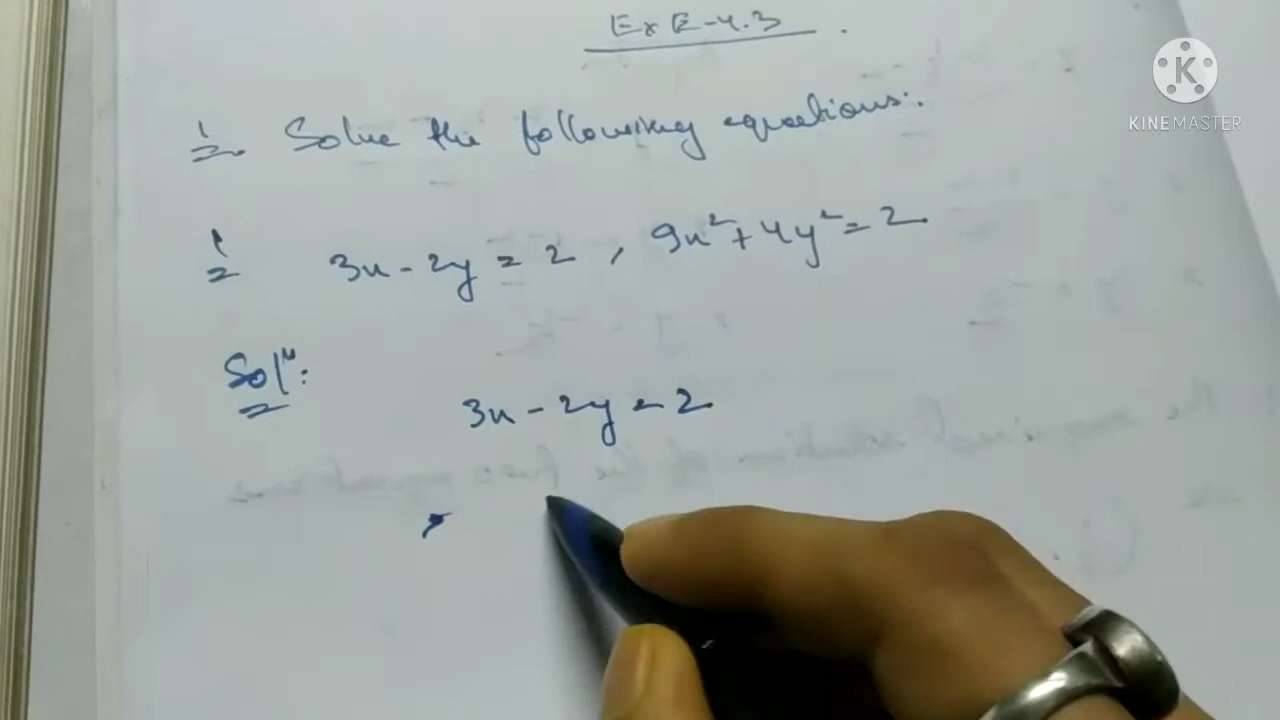 Ex E-4.3
K
KINEMASTER
1. Solve the following equations:
1 3x - 2y = 2 , 9x² + 4y² = 2
Solⁿ:
3x - 2y = 2